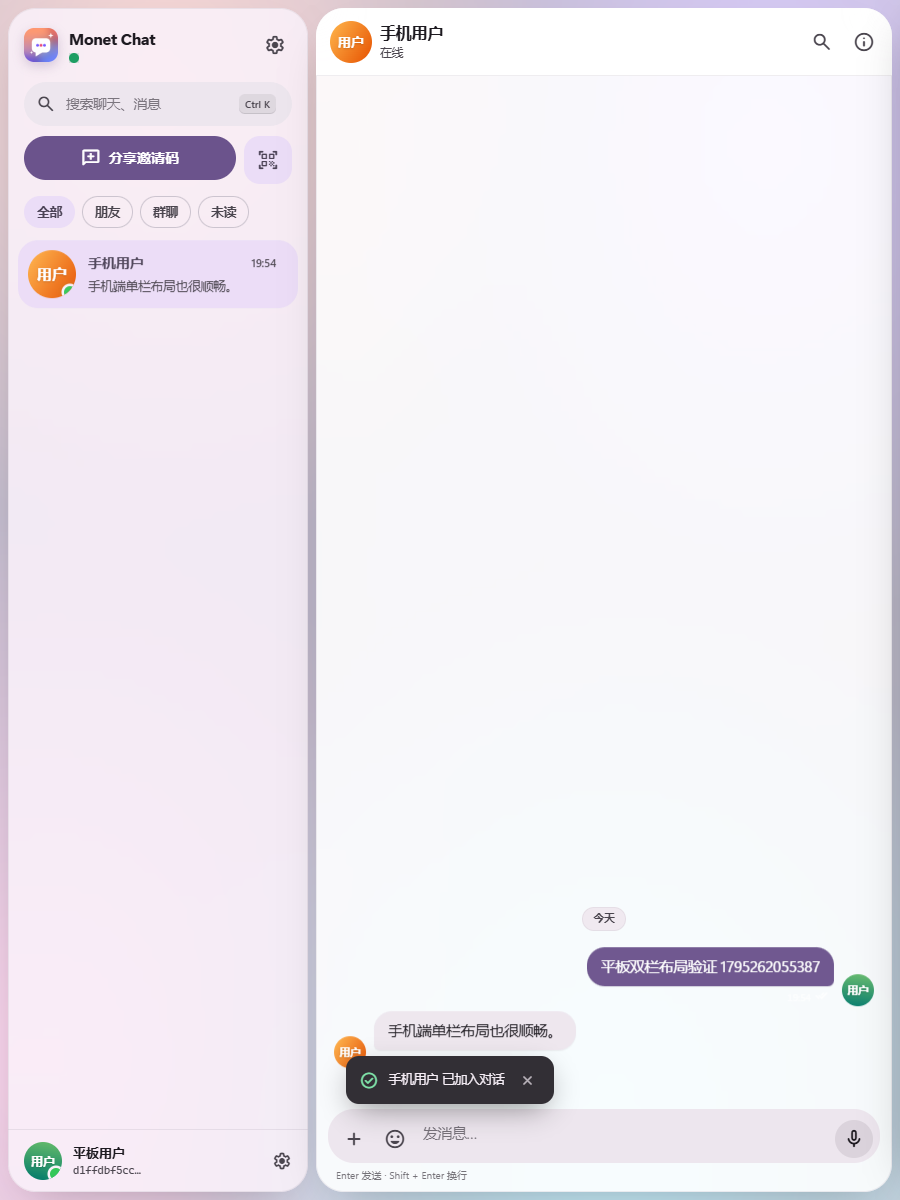 Monet Chat
搜索聊天、消息
Ctrl K
分享邀请码
全部
朋友
群聊
未读
用户
手机用户
19:54
手机端单栏布局也很顺畅。
用户
平板用户
d1ffdbf5cc…
用户
手机用户
在线
今天
平板双栏布局验证 1795262055387
用户
手机端单栏布局也很顺畅。
用户
手机用户 已加入对话
发消息…
Enter 发送 · Shift + Enter 换行